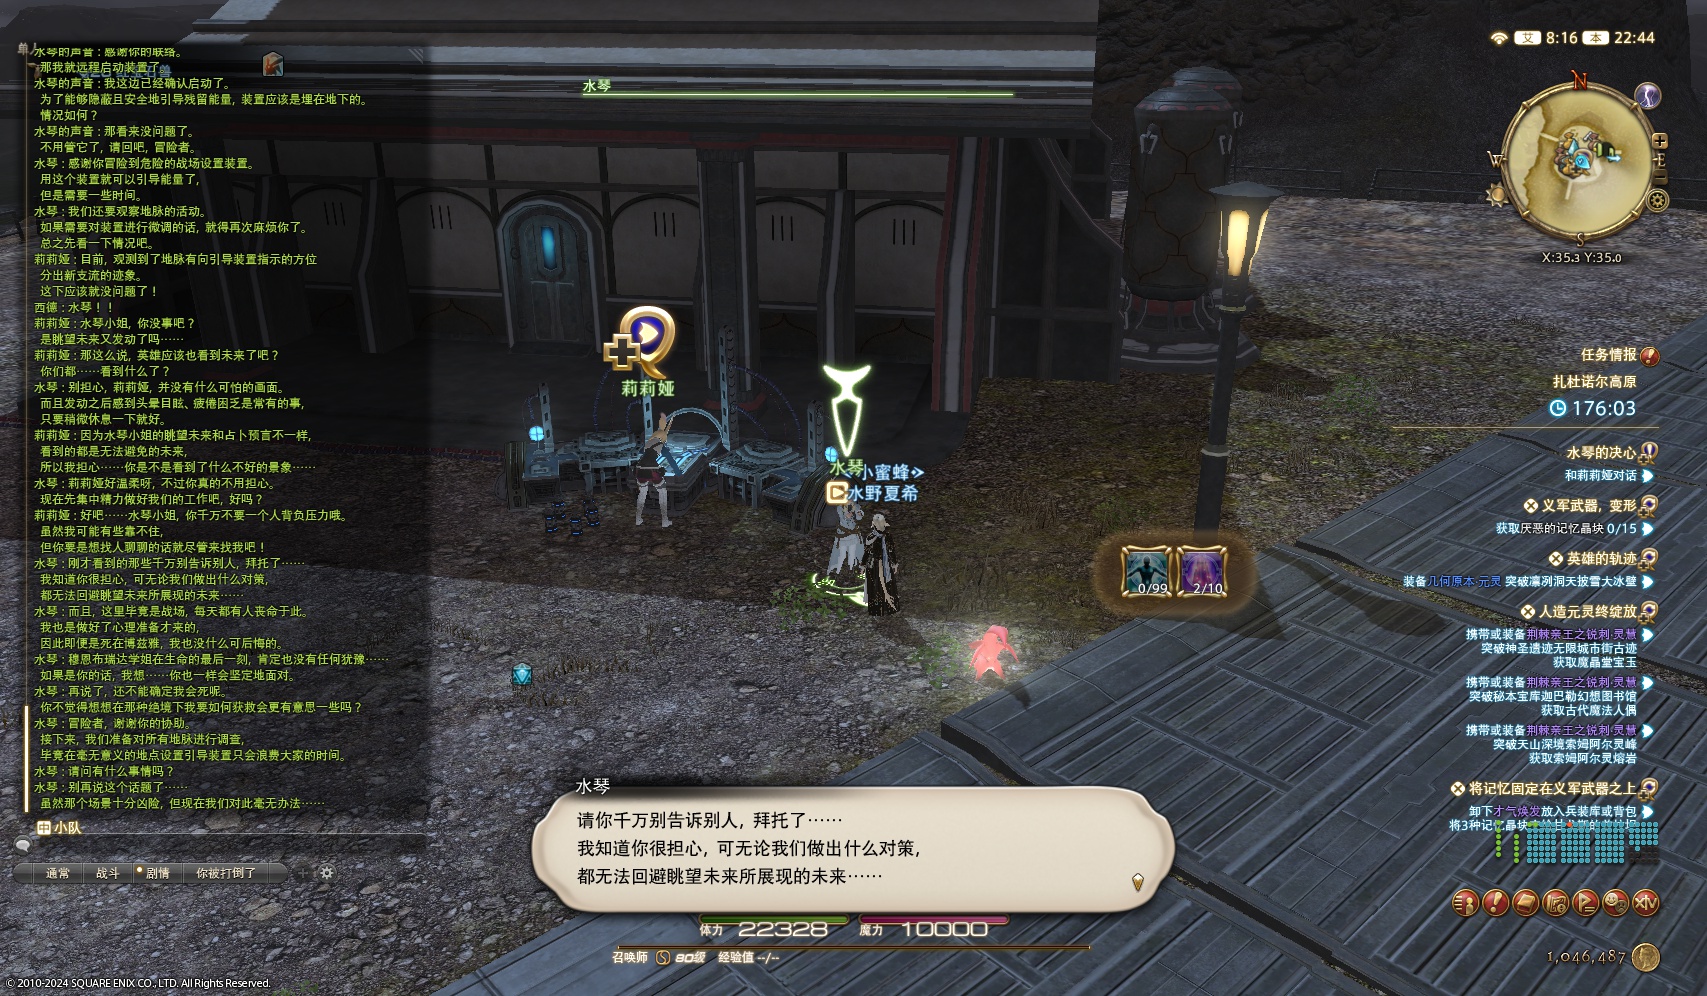 水琴的声音：感谢你的联络。
那我就远程启动装置了。
水琴的声音：我这边已经确认启动了。
为了能够隐蔽且安全地引导残留能量，装置应该是埋在地下的。
情况如何？
水琴的声音：那看来没问题了。
不用管它了，请回吧，冒险者。
水琴：感谢你冒险到危险的战场设置装置。
用这个装置就可以引导能量了，
但是需要一些时间。
水琴：我们还要观察地脉的活动。
如果需要对装置进行微调的话，就得再次麻烦你了。
总之先看一下情况吧。
莉莉娅：目前，观测到了地脉有向引导装置指示的方位
分出新支流的迹象。
这下应该就没问题了！
西德：水琴！！
莉莉娅：水琴小姐，你没事吧？
是眺望未来又发动了吗……
莉莉娅：那这么说，英雄应该也看到未来了吧？
你们都……看到什么了？
水琴：别担心，莉莉娅，并没有什么可怕的画面。
而且发动之后感到头晕目眩、疲倦困乏是常有的事，
只要稍微休息一下就好。
莉莉娅：因为水琴小姐的眺望未来和占卜预言不一样，
看到的都是无法避免的未来，
所以我担心……你是不是看到了什么不好的景象……
水琴：莉莉娅好温柔呀，不过你真的不用担心。
现在先集中精力做好我们的工作吧，好吗？
莉莉娅：好吧……水琴小姐，你千万不要一个人背负压力哦。
虽然我可能有些靠不住，
但你要是想找人聊聊的话就尽管来找我吧！
水琴：刚才看到的那些千万别告诉别人，拜托了……
我知道你很担心，可无论我们做出什么对策，
都无法回避眺望未来所展现的未来……
水琴：而且，这里毕竟是战场，每天都有人丧命于此。
我也是做好了心理准备才来的，
因此即便是死在博兹雅，我也没什么可后悔的。
水琴：穆恩布瑞达学姐在生命的最后一刻，肯定也没有任何犹豫……
如果是你的话，我想……你也一样会坚定地面对。
水琴：再说了，还不能确定我会死呢。
你不觉得想想在那种绝境下我要如何获救会更有意思一些吗？
水琴：冒险者，谢谢你的协助。
接下来，我们准备对所有地脉进行调查，
毕竟在毫无意义的地点设置引导装置只会浪费大家的时间。
水琴：请问有什么事情吗？
水琴：别再说这个话题了……
虽然那个场景十分凶险，但现在我们对此毫无办法……
小队
通常
战斗
剧情
你被打倒了
© 2010-2024 SQUARE ENIX CO., LTD. All Rights Reserved.
水琴
莉莉娅
水琴
小蜜蜂
水野夏希
0/99
2/10
水琴
请你千万别告诉别人，拜托了……
我知道你很担心，可无论我们做出什么对策，
都无法回避眺望未来所展现的未来……
体力 22328 魔力 10000
召唤师 80级 经验值 --/--
艾 8:16 本 22:44
N
W
E
S
X:35.3 Y:35.0
任务情报
扎杜诺尔高原
176:03
水琴的决心
和莉莉娅对话
义军武器，变形
获取厌恶的记忆晶块 0/15
英雄的轨迹
装备几何原本·元灵 突破凛冽洞天披雪大冰壁
人造元灵终绽放
携带或装备荆棘亲王之锐刺·灵慧
突破神圣遗迹无限城市街古迹
获取魔晶堂宝玉
携带或装备荆棘亲王之锐刺·灵慧
突破秘本宝库迦巴勒幻想图书馆
获取古代魔法人偶
携带或装备荆棘亲王之锐刺·灵慧
突破天山深境索姆阿尔灵峰
获取索姆阿尔灵熔岩
将记忆固定在义军武器之上
卸下才气焕发放入兵装库或背包
将3种记忆晶块
XIV
1,046,487